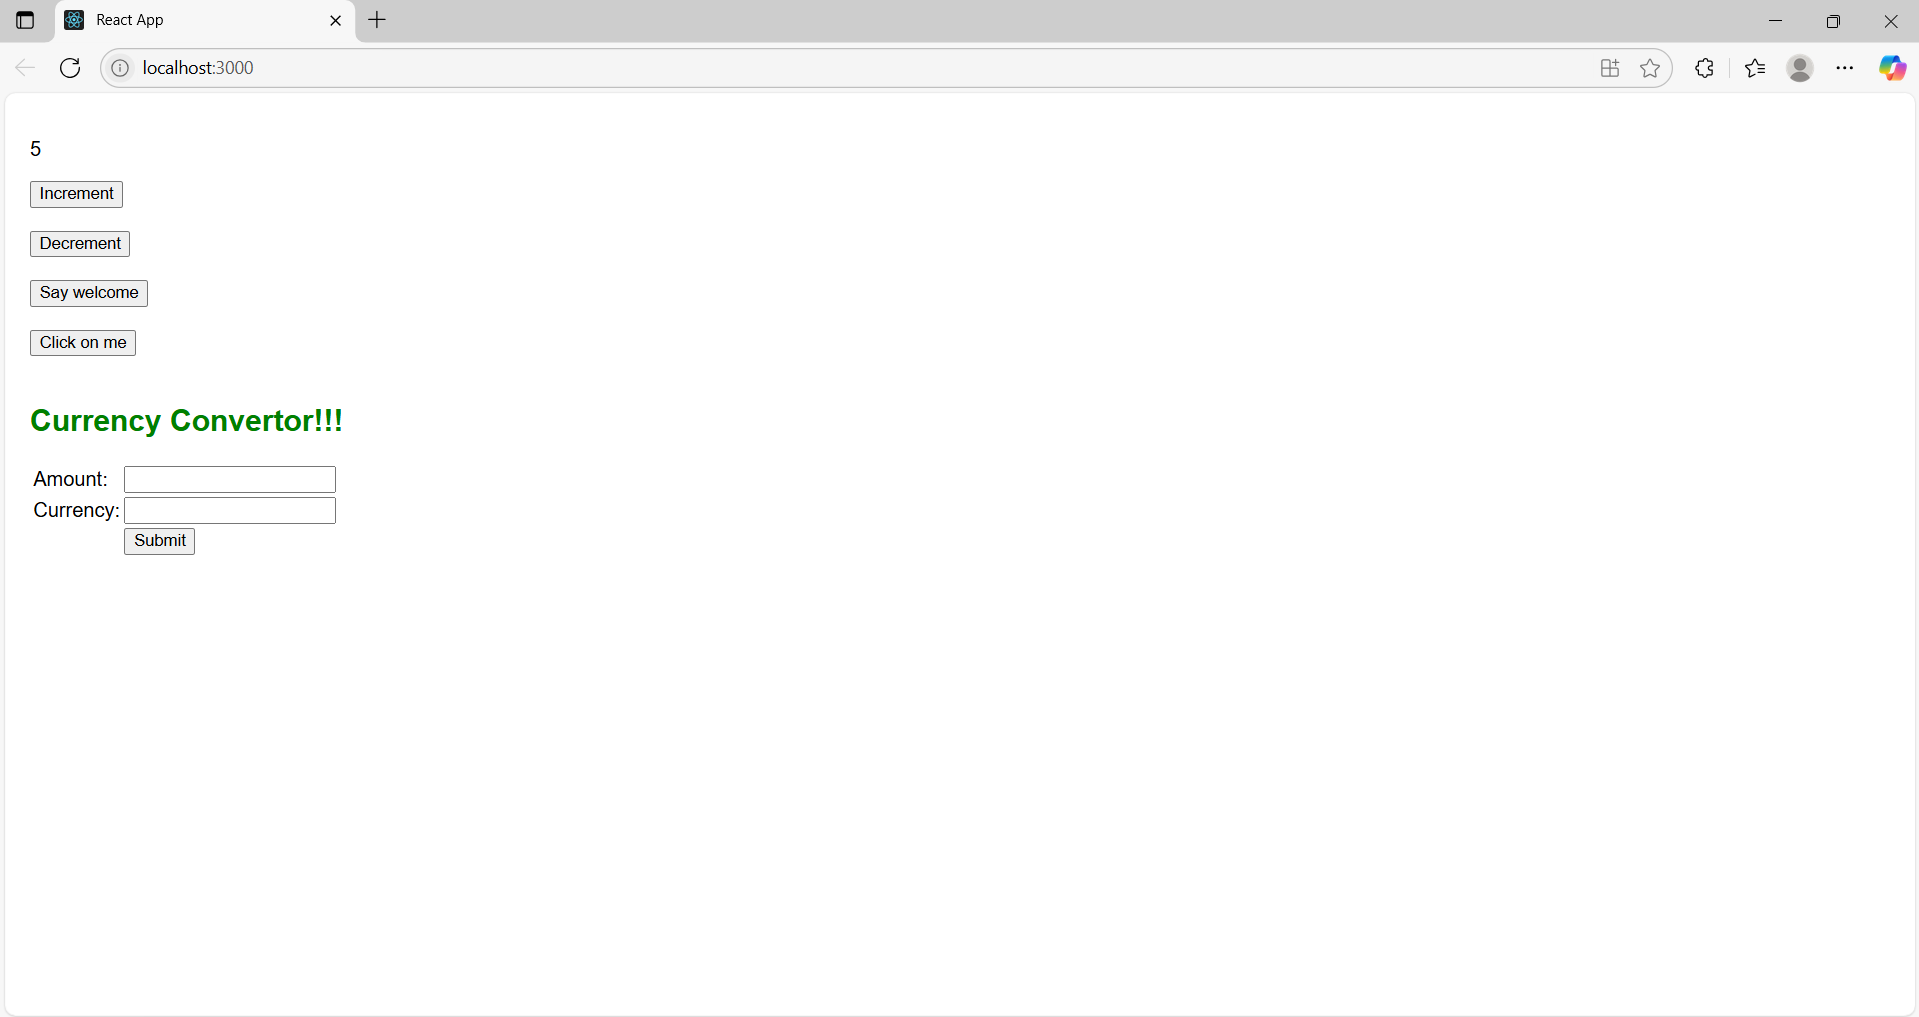 React App
localhost:3000
5
Increment
Decrement
Say welcome
Click on me
Currency Convertor!!!
Amount:
Currency:
Submit